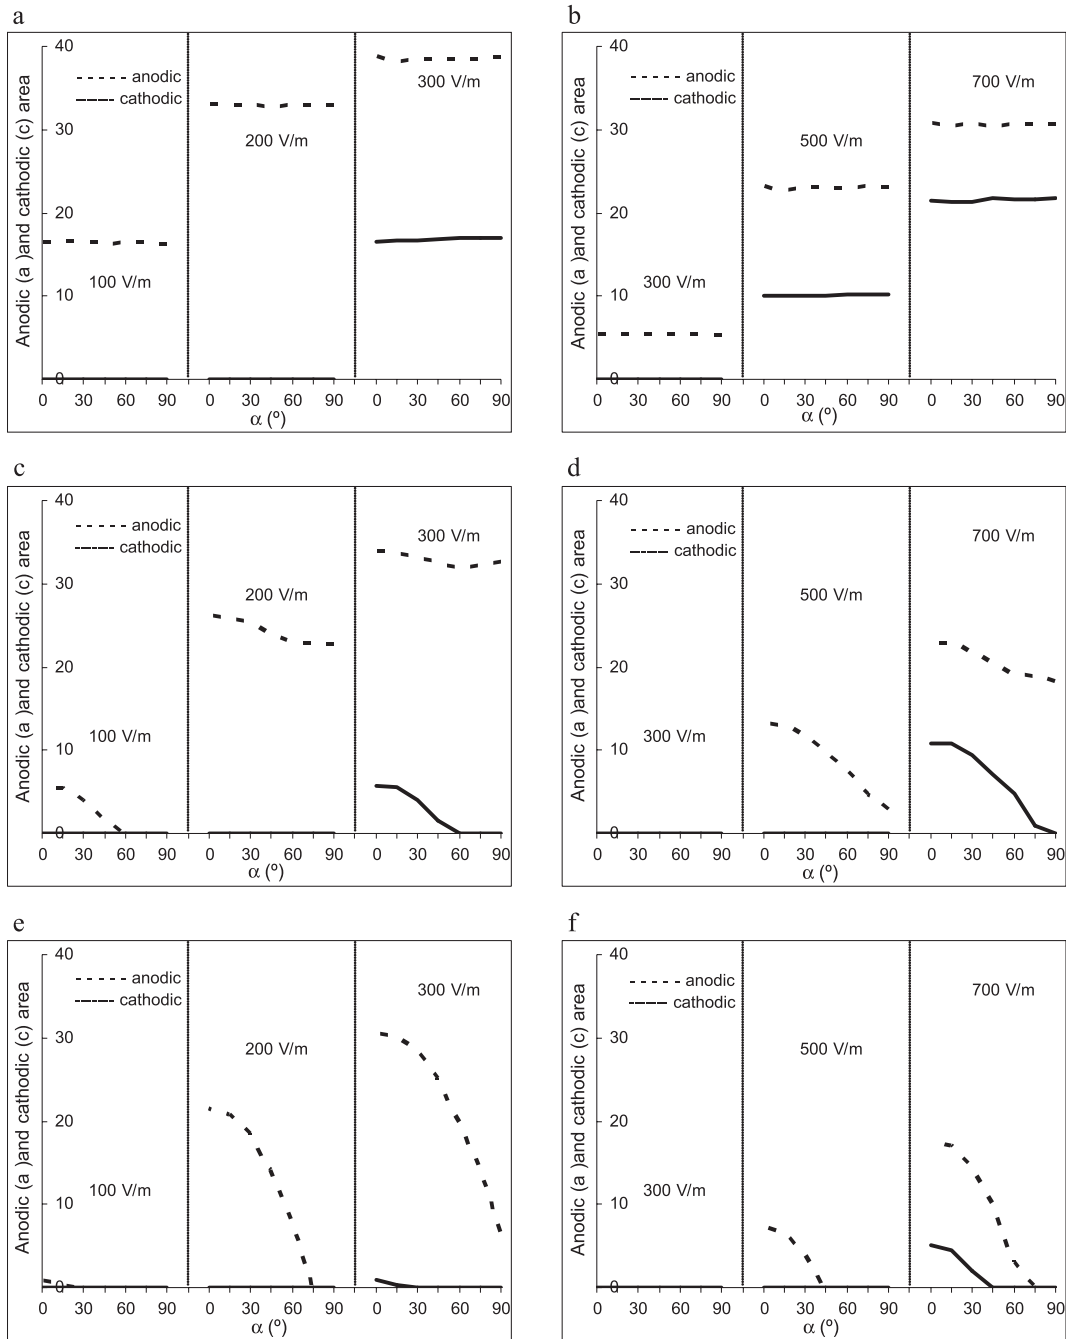 a
Anodic (a )and cathodic (c) area
40
30
20
10
0
anodic
cathodic
100 V/m
200 V/m
300 V/m
0 30 60 90 0 30 60 90 0 30 60 90
α (º)
b
Anodic (a )and cathodic (c) area
40
30
20
10
0
anodic
cathodic
300 V/m
500 V/m
700 V/m
0 30 60 90 0 30 60 90 0 30 60 90
α (º)
c
Anodic (a )and cathodic (c) area
40
30
20
10
0
anodic
cathodic
100 V/m
200 V/m
300 V/m
0 30 60 90 0 30 60 90 0 30 60 90
α (º)
d
Anodic (a )and cathodic (c) area
40
30
20
10
0
anodic
cathodic
300 V/m
500 V/m
700 V/m
0 30 60 90 0 30 60 90 0 30 60 90
α (º)
e
Anodic (a )and cathodic (c) area
40
30
20
10
0
anodic
cathodic
100 V/m
200 V/m
300 V/m
0 30 60 90 0 30 60 90 0 30 60 90
α (º)
f
Anodic (a )and cathodic (c) area
40
30
20
10
0
anodic
cathodic
300 V/m
500 V/m
700 V/m
0 30 60 90 0 30 60 90 0 30 60 90
α (º)